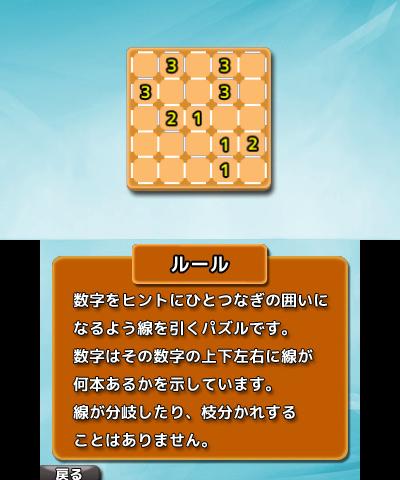 3 3
3 3
2 1
1 2
1
ルール
数字をヒントにひとつなぎの囲いに
なるよう線を引くパズルです。
数字はその数字の上下左右に線が
何本あるかを示しています。
線が分岐したり、枝分かれする
ことはありません。
戻る